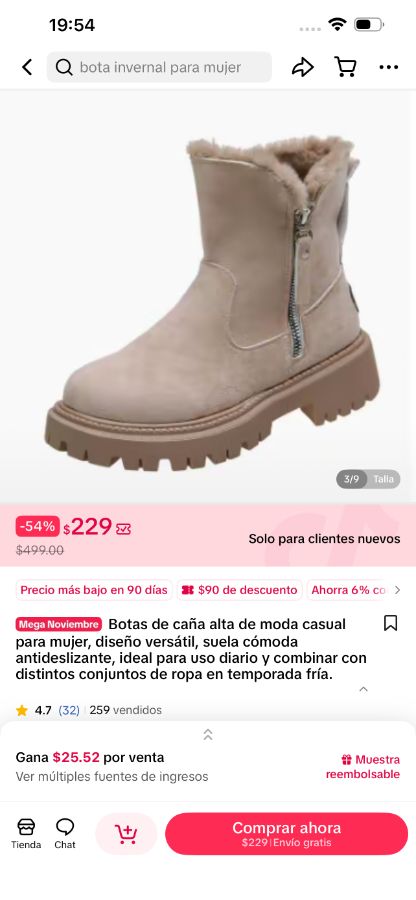 19:54
bota invernal para mujer
3/9 Talla
-54% $229
$499.00
Solo para clientes nuevos
Precio más bajo en 90 días $90 de descuento Ahorra 6% co
Mega Noviembre Botas de caña alta de moda casual
para mujer, diseño versátil, suela cómoda
antideslizante, ideal para uso diario y combinar con
distintos conjuntos de ropa en temporada fría.
4.7 (32) 259 vendidos
Gana $25.52 por venta
Ver múltiples fuentes de ingresos
Muestra
reembolsable
Tienda
Chat
Comprar ahora
$229 | Envío gratis